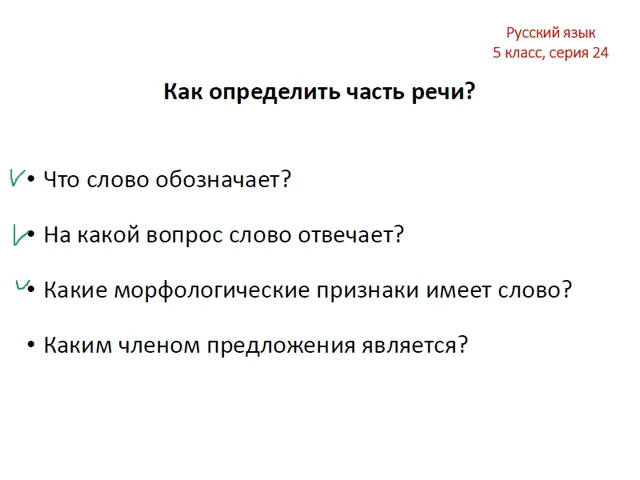 Русский язык
5 класс, серия 24
Как определить часть речи?
• Что слово обозначает?
• На какой вопрос слово отвечает?
• Какие морфологические признаки имеет слово?
• Каким членом предложения является?